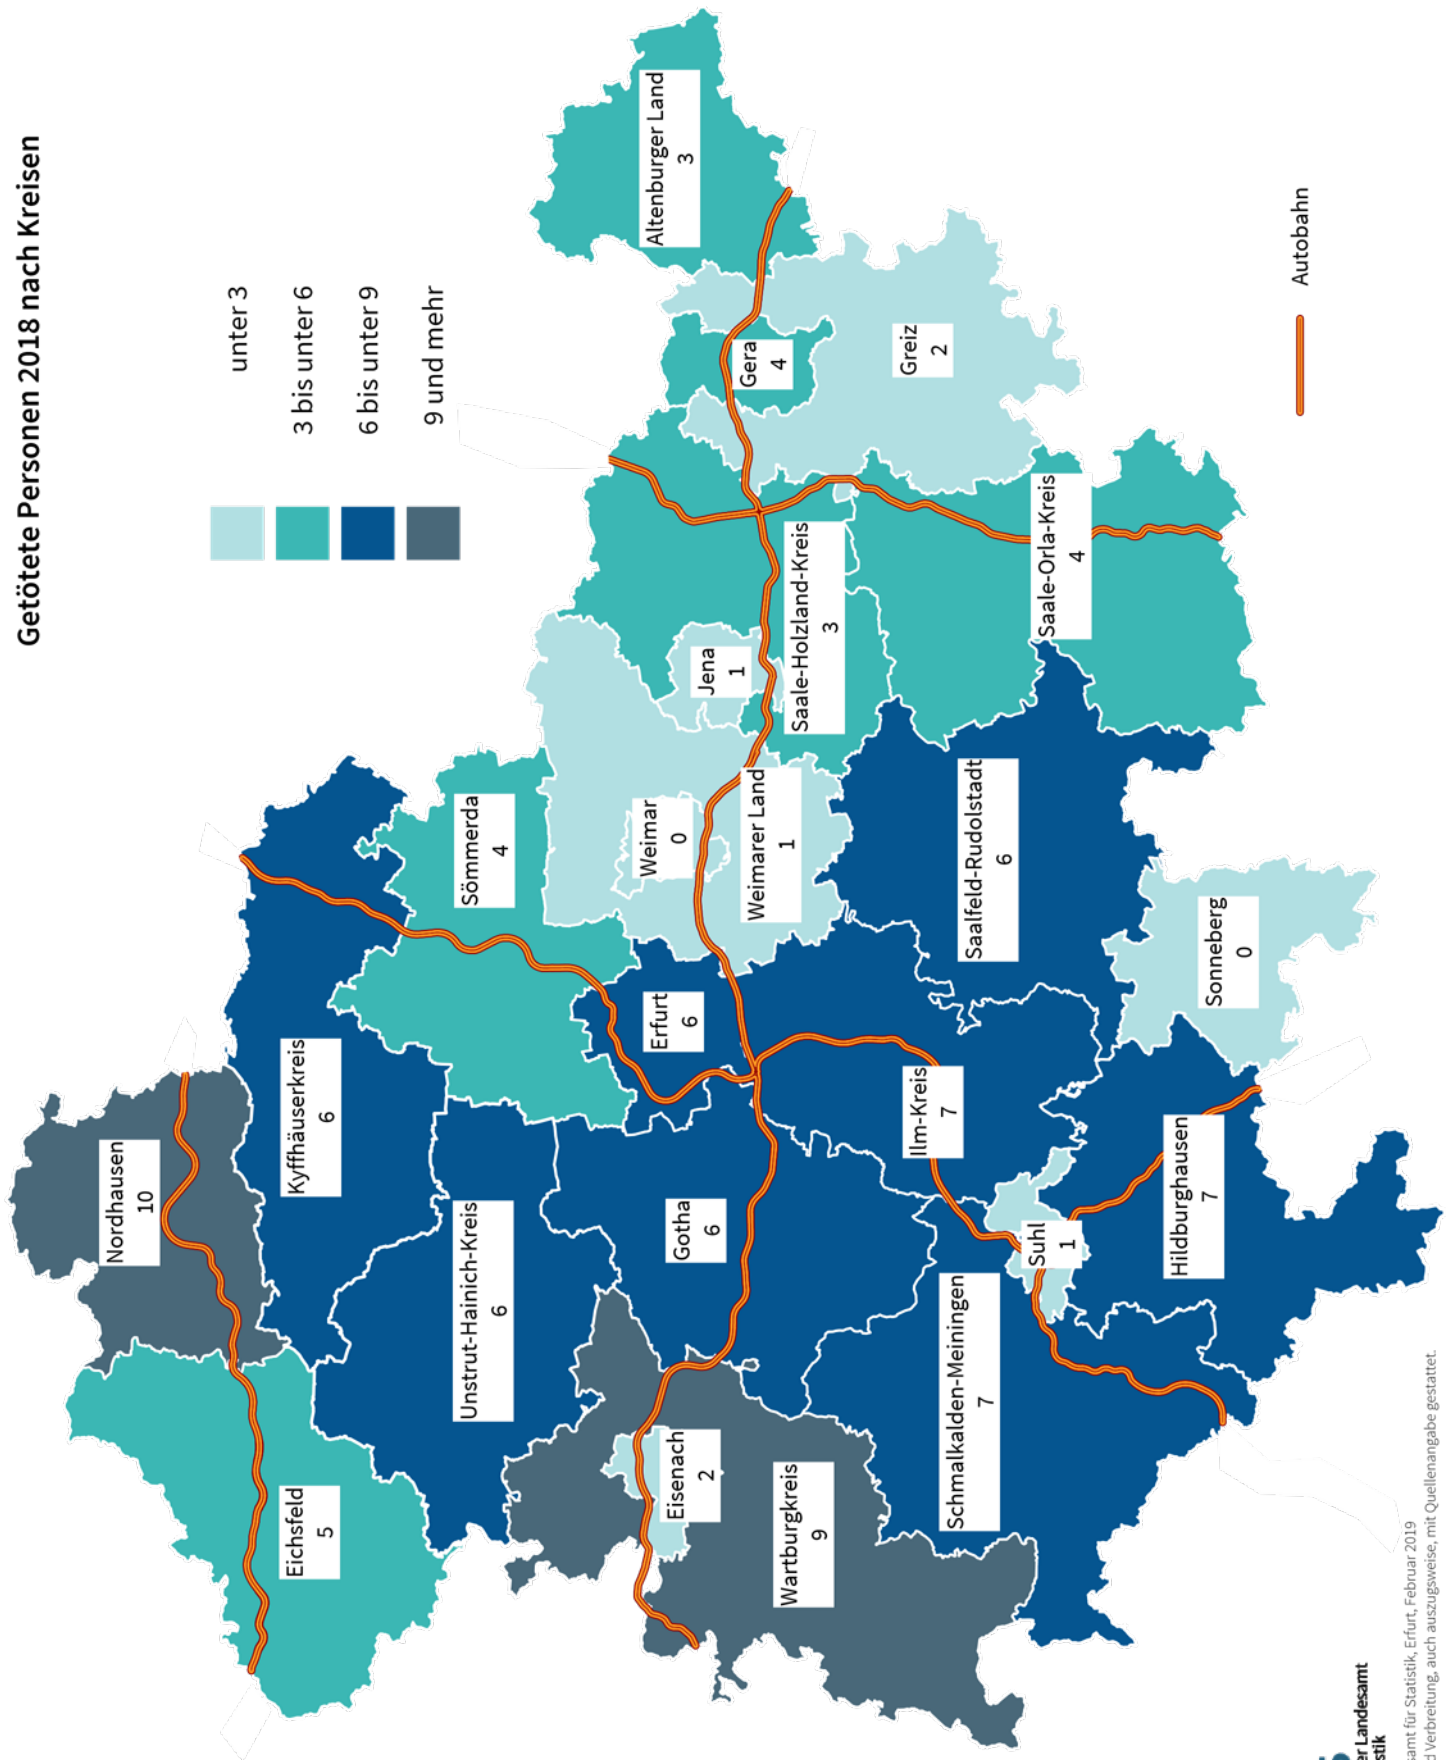 Getötete Personen 2018 nach Kreisen
unter 3
3 bis unter 6
6 bis unter 9
9 und mehr
Nordhausen
10
Eichsfeld
5
Kyffhäuserkreis
6
Unstrut-Hainich-Kreis
6
Sömmerda
4
Altenburger Land
3
Weimar
0
Jena
1
Gera
4
Erfurt
6
Gotha
6
Eisenach
2
Weimarer Land
1
Saale-Holzland-Kreis
3
Wartburgkreis
9
Greiz
2
Ilm-Kreis
7
Schmalkalden-Meiningen
7
Saalfeld-Rudolstadt
6
Saale-Orla-Kreis
4
Suhl
1
Hildburghausen
7
Sonneberg
0
Autobahn
Landesamt
für Statistik, Erfurt, Februar 2019
Verbreitung, auch auszugsweise, mit Quellenangabe gestattet.